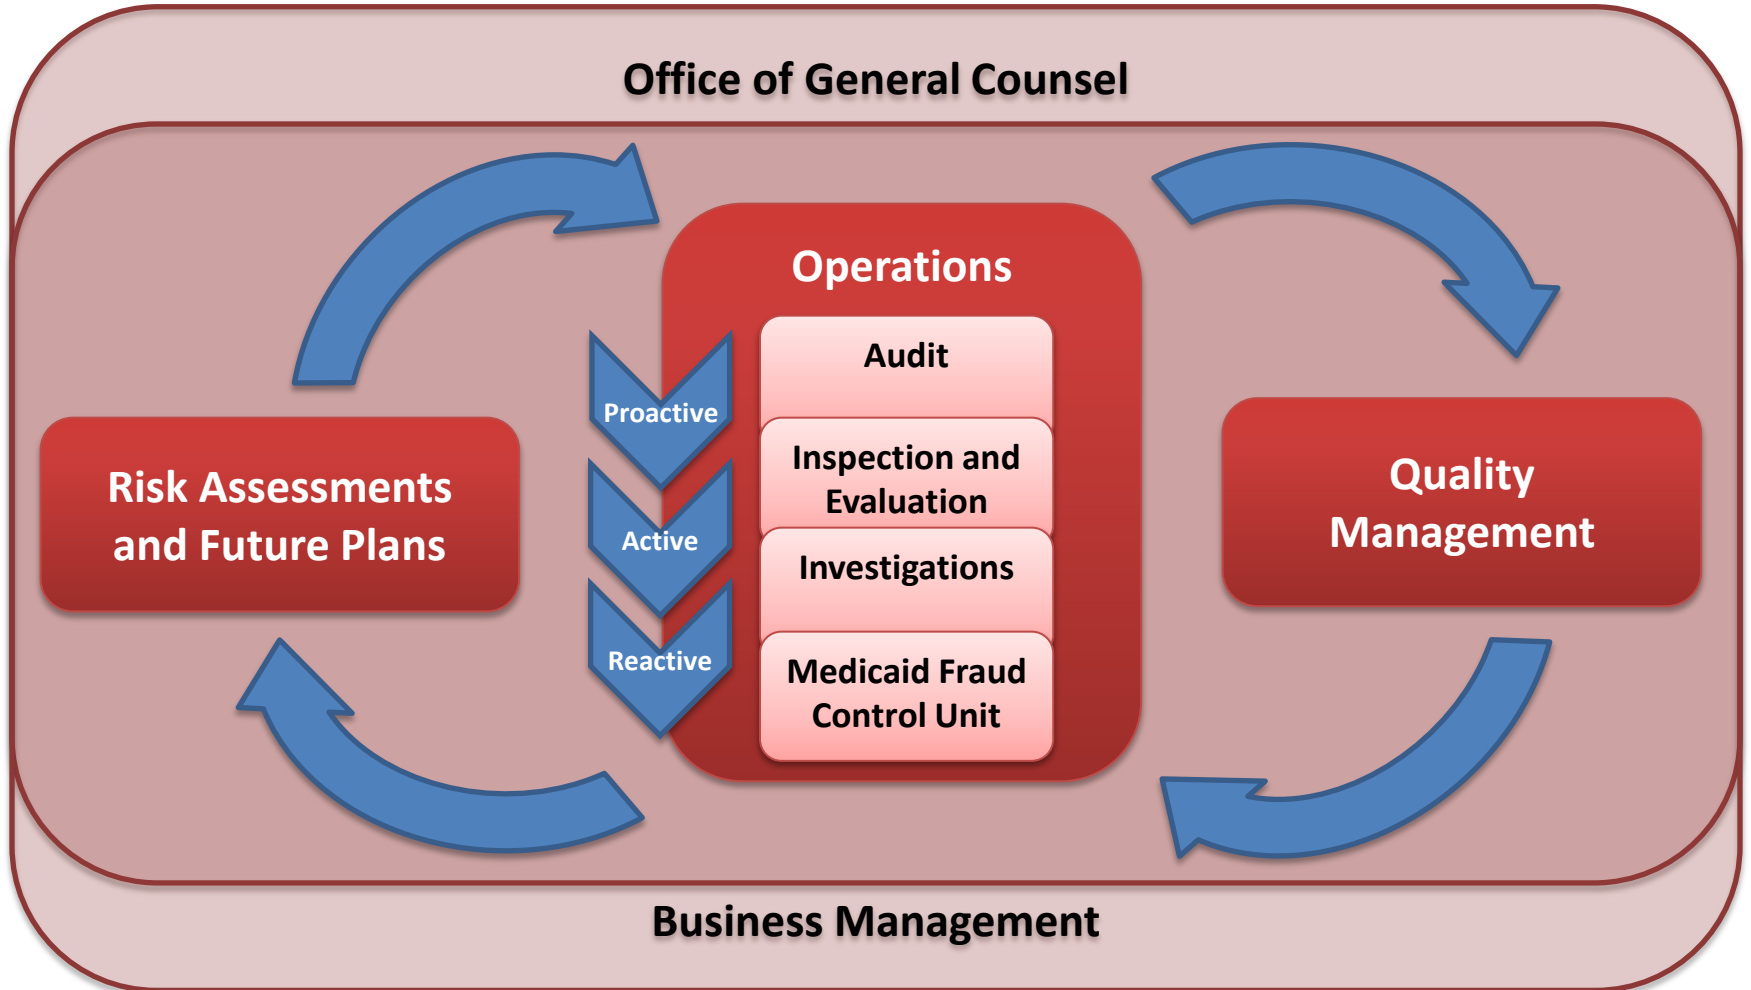 Office of General Counsel
Operations
Audit
Inspection and
Evaluation
Investigations
Medicaid Fraud
Control Unit
Proactive
Active
Reactive
Risk Assessments
and Future Plans
Quality
Management
Business Management